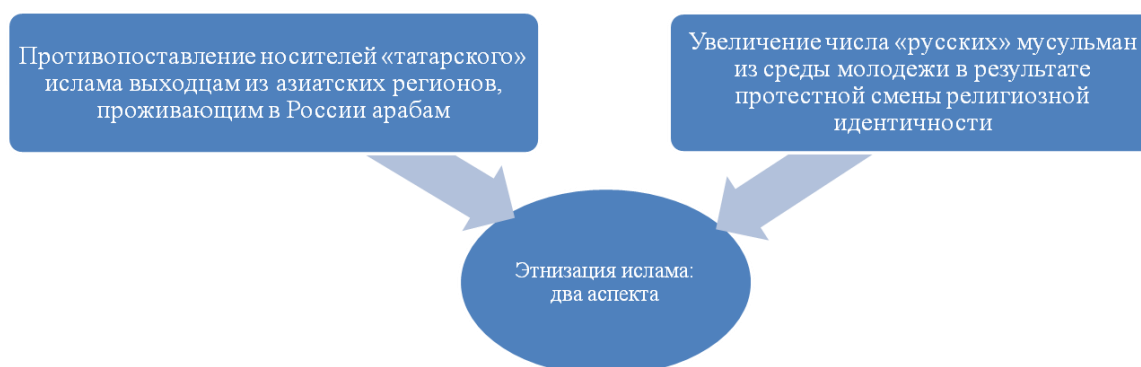 Противопоставление носителей «татарского»
ислама выходцам из азиатских регионов,
проживающим в России арабам
Увеличение числа «русских» мусульман
из среды молодежи в результате
протестной смены религиозной
идентичности
Этнизация ислама:
два аспекта